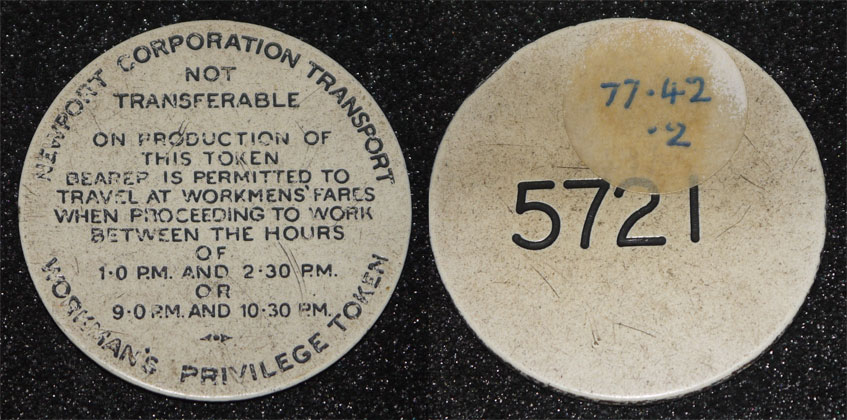 NEWPORT CORPORATION TRANSPORT
NOT
TRANSFERABLE
ON PRODUCTION OF
THIS TOKEN
BEARER IS PERMITTED TO
TRAVEL AT WORKMENS' FARES
WHEN PROCEEDING TO WORK
BETWEEN THE HOURS
OF
1·0 P.M. AND 2·30 P.M.
OR
9·0 P.M. AND 10·30 P.M.
WORKMAN'S PRIVILEGE TOKEN
77·42
·2
5721